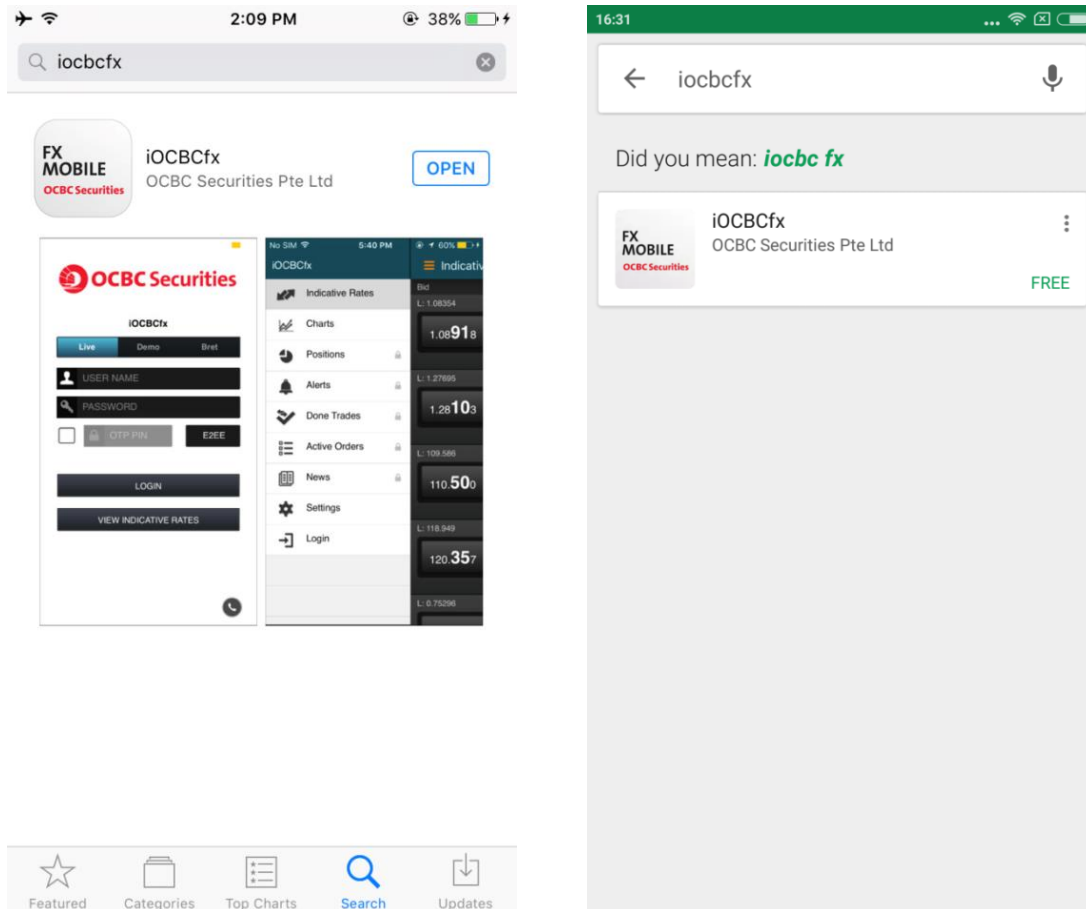 2:09 PM
38%
iocbcfx
FX
MOBILE
OCBC Securities
iOCBCfx
OCBC Securities Pte Ltd
OPEN
OCBC Securities
iOCBCfx
Live Demo Bret
USER NAME
PASSWORD
OTP PIN E2EE
LOGIN
VIEW INDICATIVE RATES
No SIM 5:40 PM 60%
iOCBCfx
Indicative Rates
Charts
Positions
Alerts
Done Trades
Active Orders
News
Settings
Login
Indicativ
Bid
L: 1.08354
1.08918
L: 1.27695
1.28103
L: 109.586
110.500
L: 118.949
120.357
L: 0.75296
Featured Categories Top Charts Search Updates
16:31
iocbcfx
Did you mean: iocbc fx
FX
MOBILE
OCBC Securities
iOCBCfx
OCBC Securities Pte Ltd
FREE